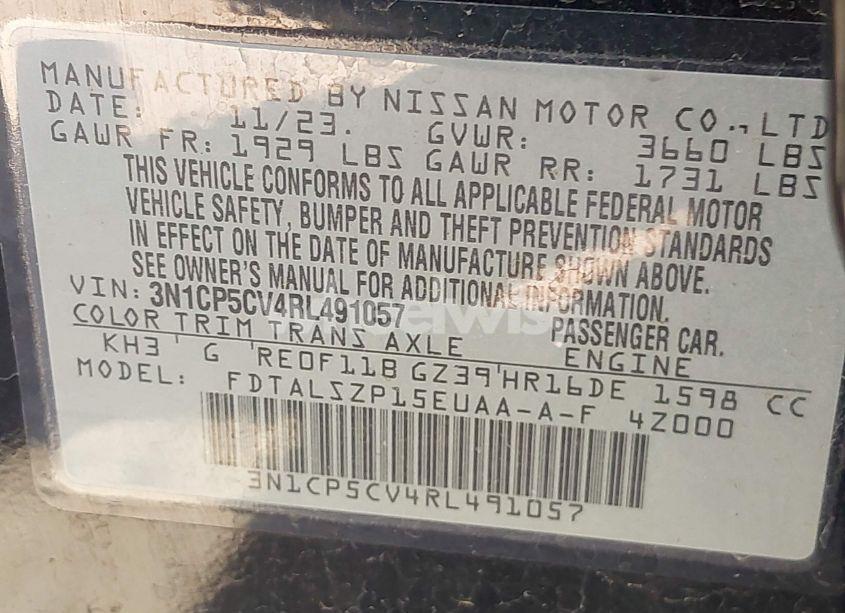 MANUFACTURED BY NISSAN MOTOR CO.,LTD
DATE: 11/23. GVWR: 3660 LBS
GAWR FR: 1929 LBS GAWR RR: 1731 LBS
THIS VEHICLE CONFORMS TO ALL APPLICABLE FEDERAL MOTOR
VEHICLE SAFETY, BUMPER AND THEFT PREVENTION STANDARDS
IN EFFECT ON THE DATE OF MANUFACTURE SHOWN ABOVE.
SEE OWNER'S MANUAL FOR ADDITIONAL INFORMATION.
VIN: 3N1CP5CV4RL491057 PASSENGER CAR.
COLOR TRIM TRANS AXLE ENGINE
KH3 ' G 'RE0F11B GZ39'HR16DE 1598 CC
MODEL: FDTALSZP15EUAA-A-F 4Z000
3N1CP5CV4RL491057